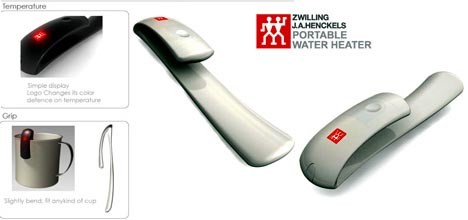 Temperature
Simple display
Logo Changes its color
defence on temperature
Grip
Slightly bend, fit anykind of cup
ZWILLING
J.A.HENCKELS
PORTABLE
WATER HEATER